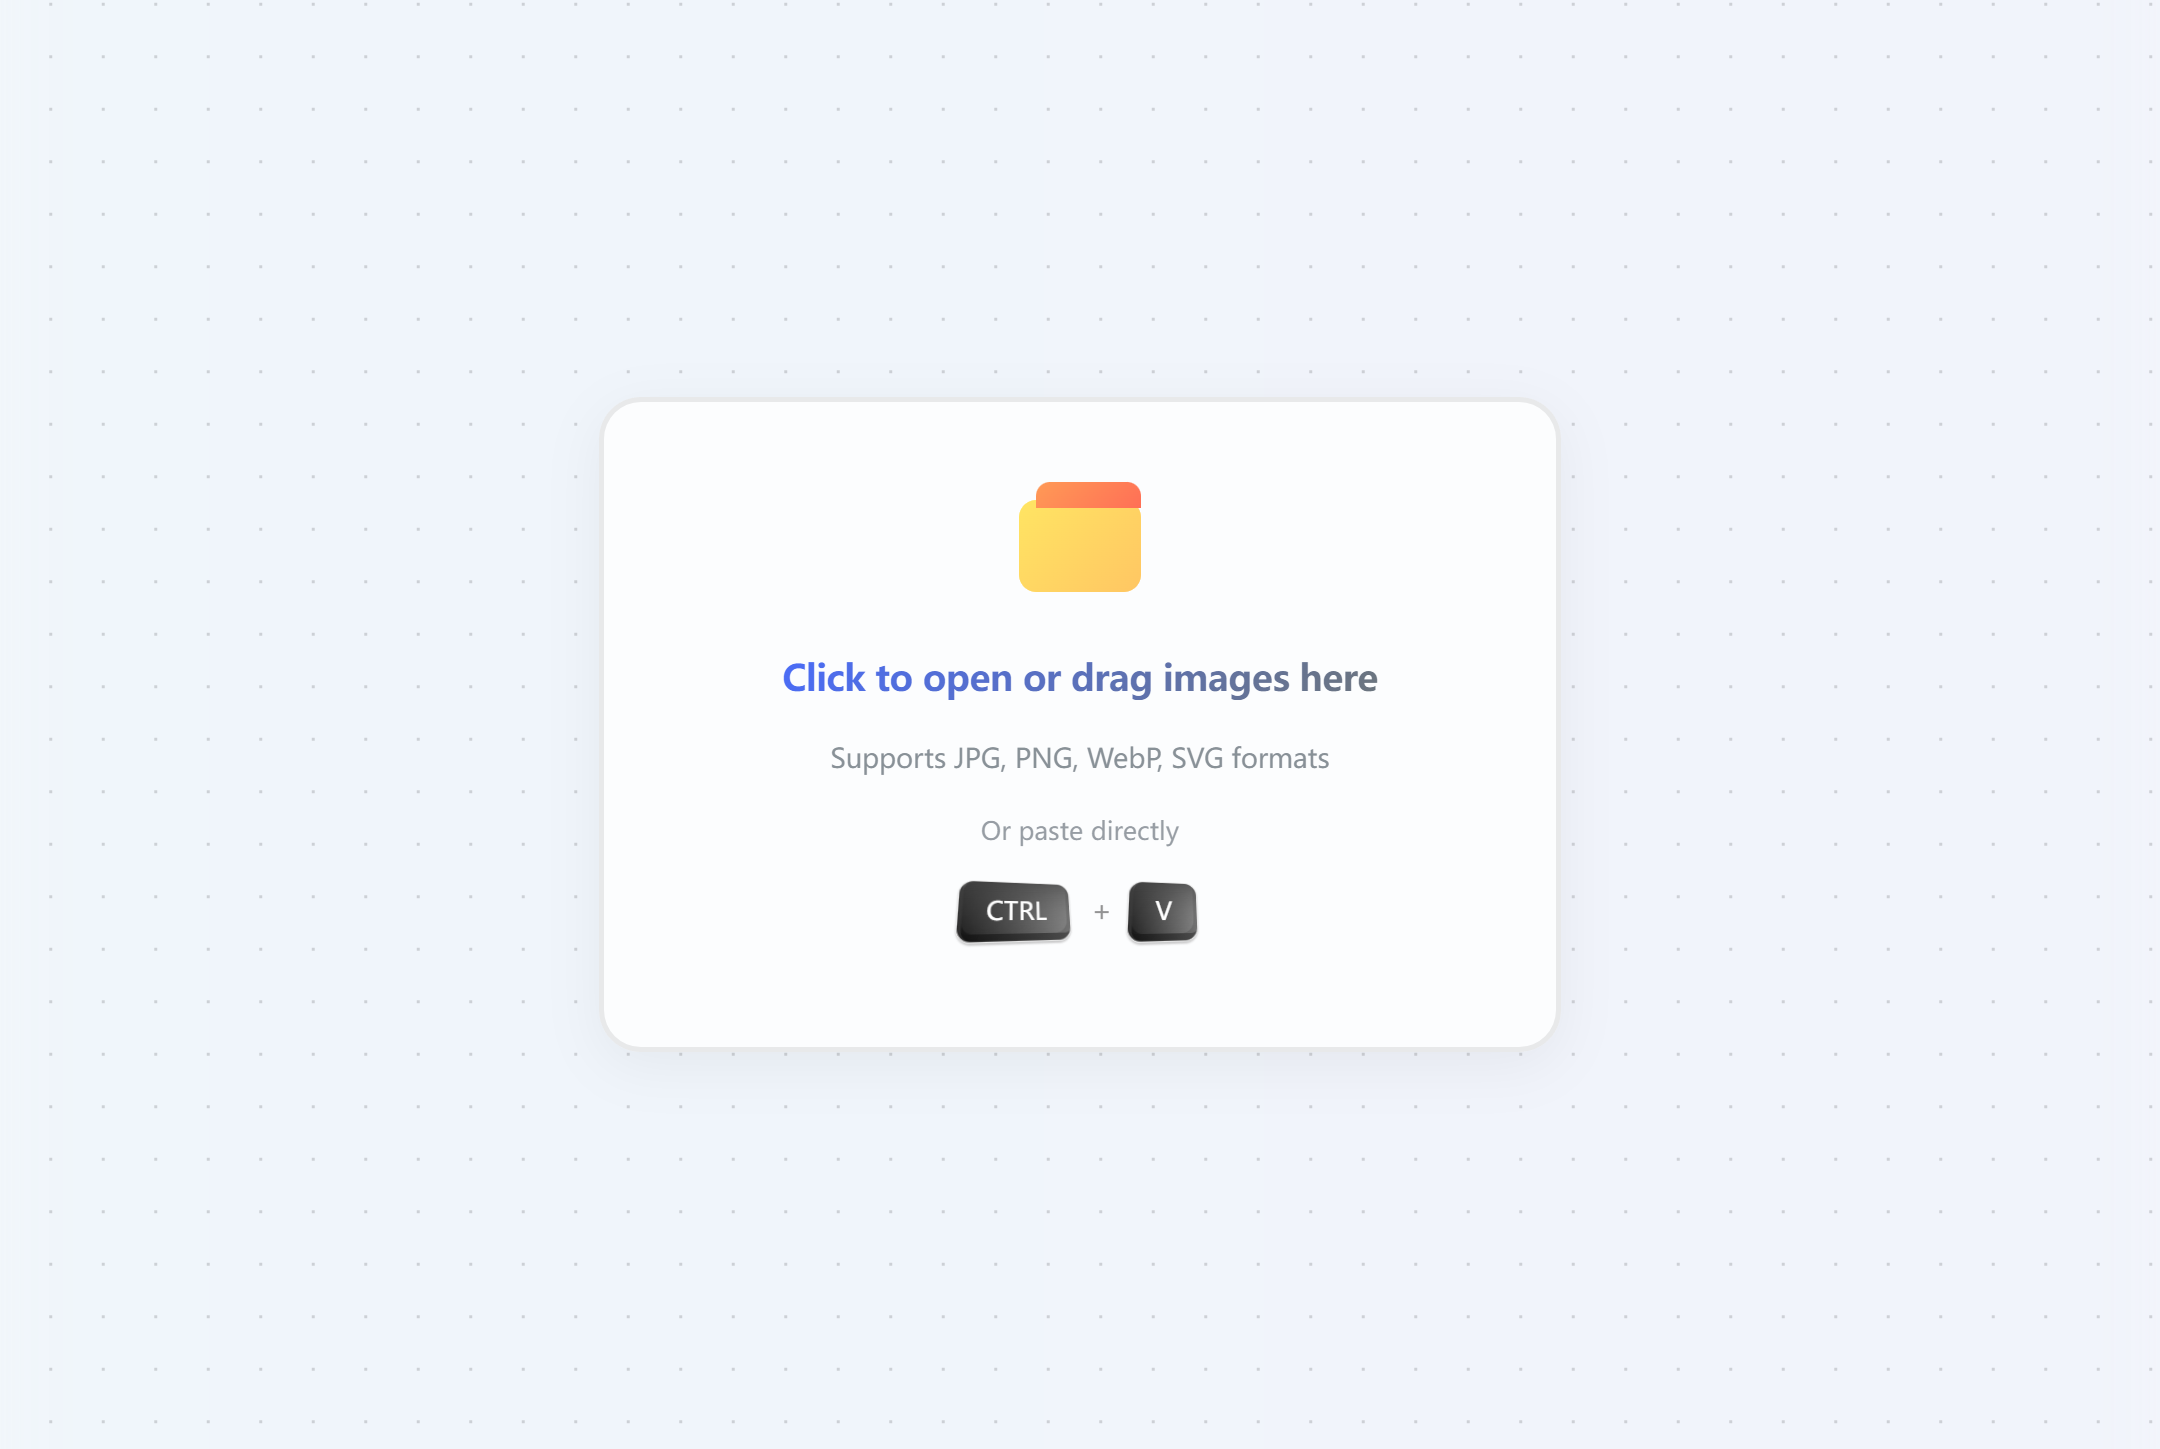 Click to open or drag images here
Supports JPG, PNG, WebP, SVG formats
Or paste directly
CTRL + V